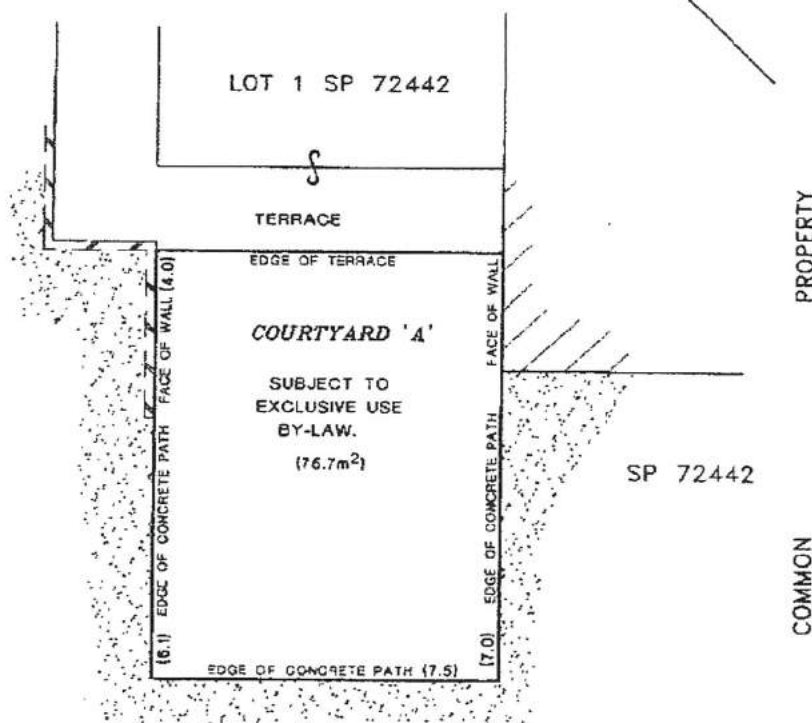 LOT 1 SP 72442
TERRACE
EDGE OF TERRACE
FACE OF WALL (4.0)
FACE OF WALL
COURTYARD 'A'
SUBJECT TO
EXCLUSIVE USE
BY-LAW.
(76.7m²)
(6.1) EDGE OF CONCRETE PATH
(7.0) EDGE OF CONCRETE PATH
EDGE OF CONCRETE PATH (7.5)
SP 72442
COMMON PROPERTY